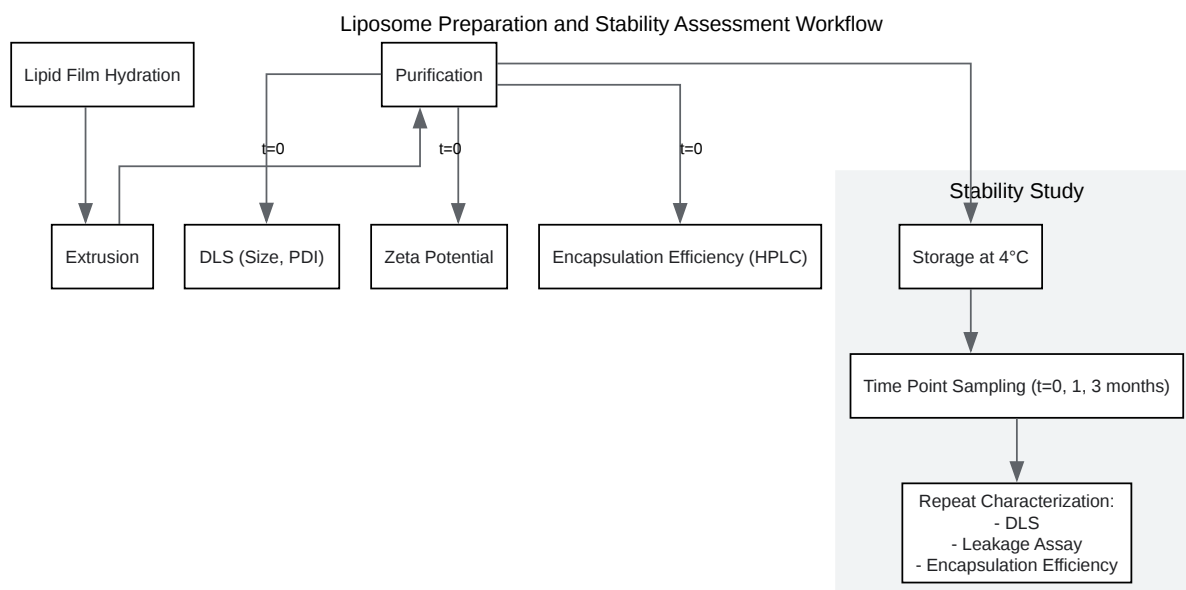 Liposome Preparation and Stability Assessment Workflow
Lipid Film Hydration
Purification
t=0
t=0
t=0
Stability Study
Extrusion
DLS (Size, PDI)
Zeta Potential
Encapsulation Efficiency (HPLC)
Storage at 4°C
Time Point Sampling (t=0, 1, 3 months)
Repeat Characterization:
- DLS
- Leakage Assay
- Encapsulation Efficiency